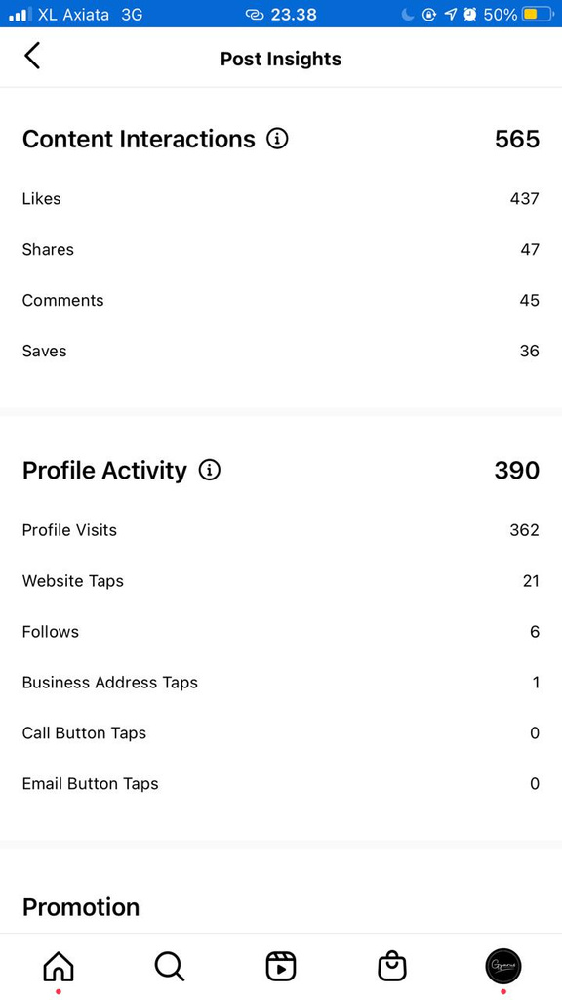 XL Axiata 3G 23.38 50%
Post Insights
Content Interactions 565
Likes 437
Shares 47
Comments 45
Saves 36
Profile Activity 390
Profile Visits 362
Website Taps 21
Follows 6
Business Address Taps 1
Call Button Taps 0
Email Button Taps 0
Promotion